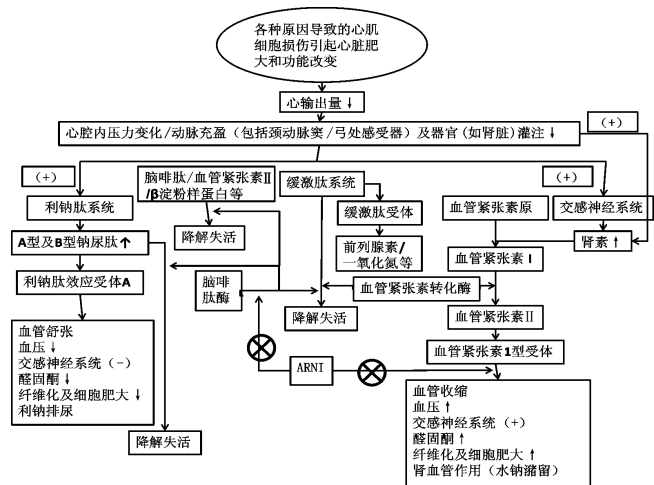 各种原因导致的心肌
细胞损伤引起心脏肥
大和功能改变
心输出量↓
(+)
心腔内压力变化/动脉充盈(包括颈动脉窦/弓处感受器)及器官(如肾脏)灌注↓
(+)
脑啡肽/血管紧张素Ⅱ
/β淀粉样蛋白等
缓激肽系统
(+)
利钠肽系统
缓激肽受体
血管紧张素原
交感神经系统
降解失活
A型及B型钠尿肽↑
前列腺素/
一氧化氮等
肾素↑
血管紧张素Ⅰ
利钠肽效应受体A
脑啡
肽酶
血管紧张素转化酶
降解失活
血管紧张素Ⅱ
血管舒张
血压↓
交感神经系统(-)
醛固酮↓
纤维化及细胞肥大↓
利钠排尿
血管紧张素1型受体
ARNI
血管收缩
血压↑
交感神经系统(+)
醛固酮↑
纤维化及细胞肥大↑
肾血管作用(水钠潴留)
降解失活